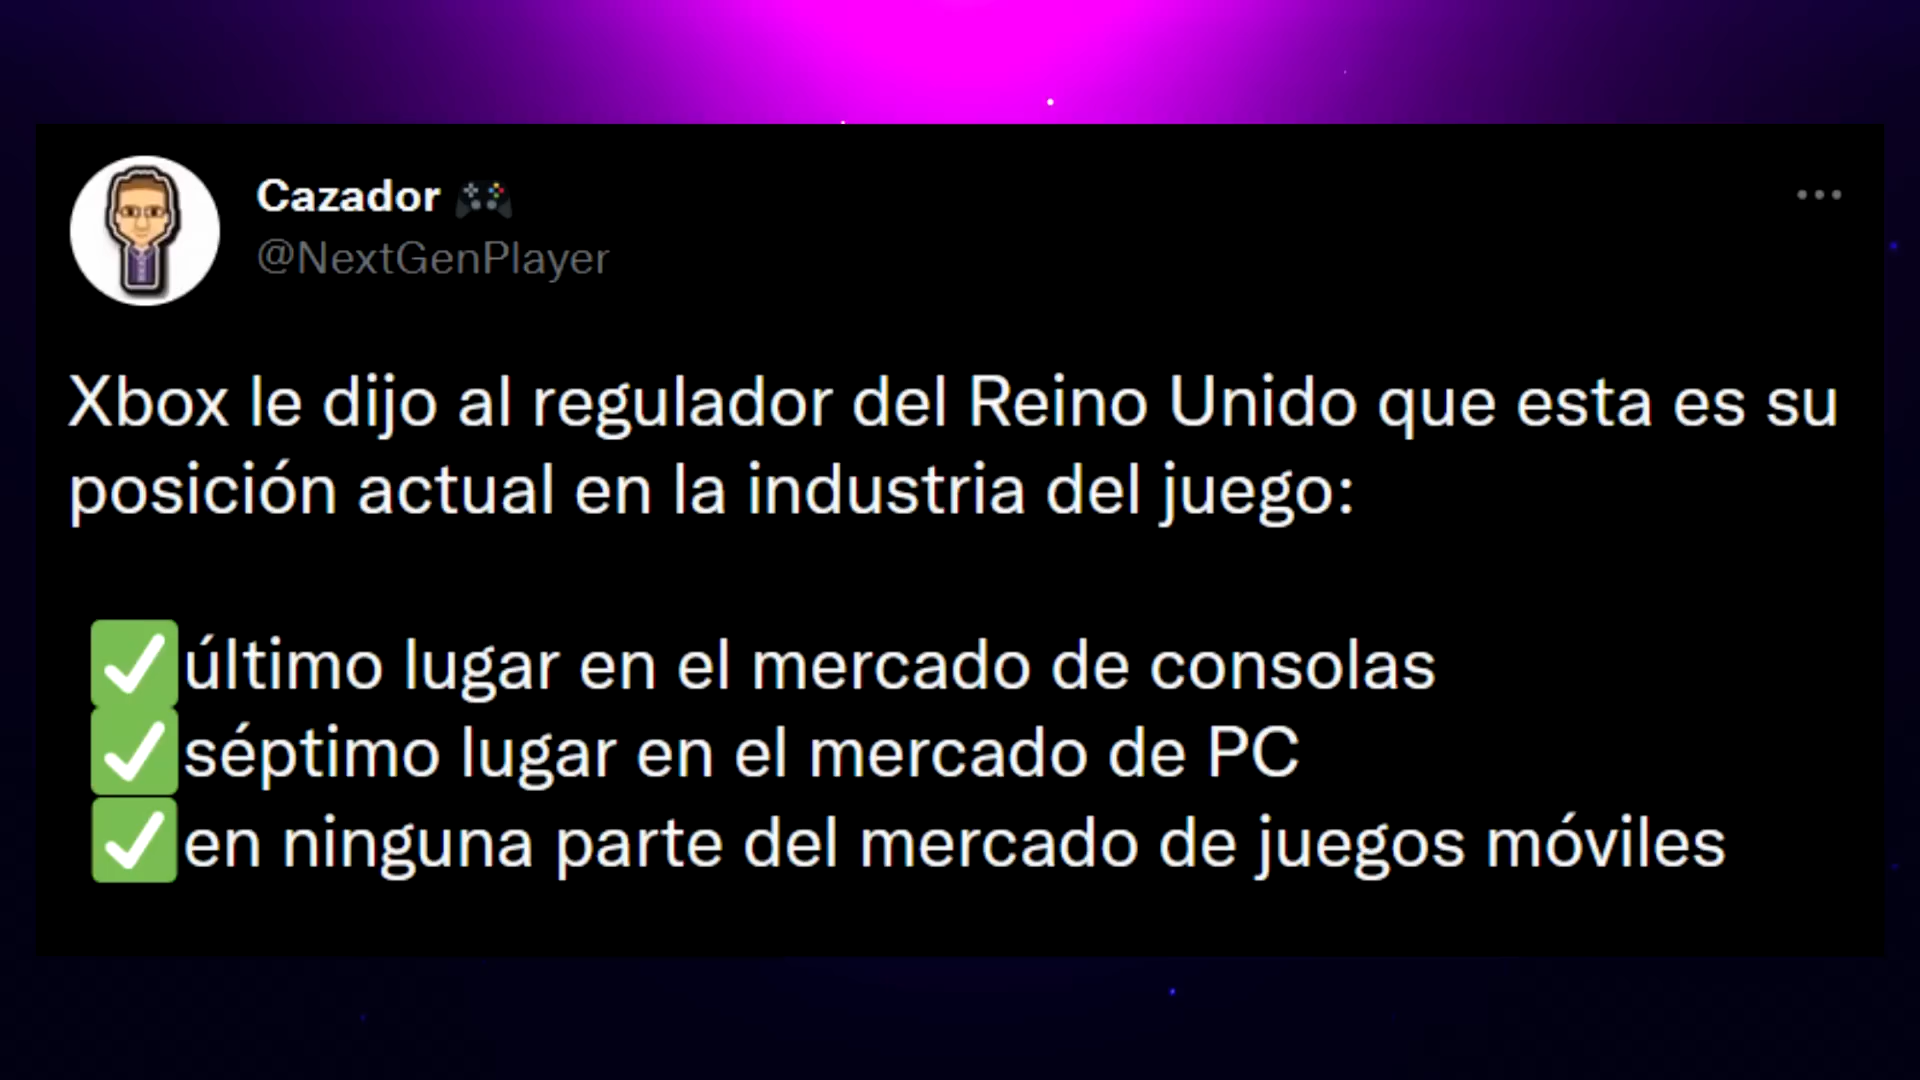 Cazador 🎮
@NextGenPlayer
Xbox le dijo al regulador del Reino Unido que esta es su
posición actual en la industria del juego:
✅último lugar en el mercado de consolas
✅séptimo lugar en el mercado de PC
✅en ninguna parte del mercado de juegos móviles